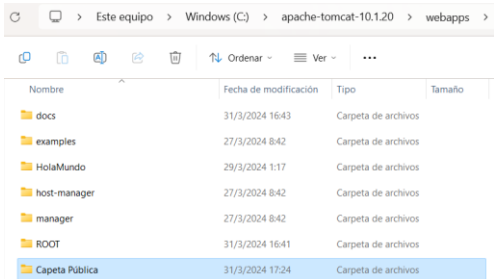 Este equipo > Windows (C:) > apache-tomcat-10.1.20 > webapps >
Ordenar Ver ...
Nombre Fecha de modificación Tipo Tamaño
docs 31/3/2024 16:43 Carpeta de archivos
examples 27/3/2024 8:42 Carpeta de archivos
HolaMundo 29/3/2024 1:17 Carpeta de archivos
host-manager 27/3/2024 8:42 Carpeta de archivos
manager 27/3/2024 8:42 Carpeta de archivos
ROOT 31/3/2024 16:41 Carpeta de archivos
Capeta Pública 31/3/2024 17:24 Carpeta de archivos